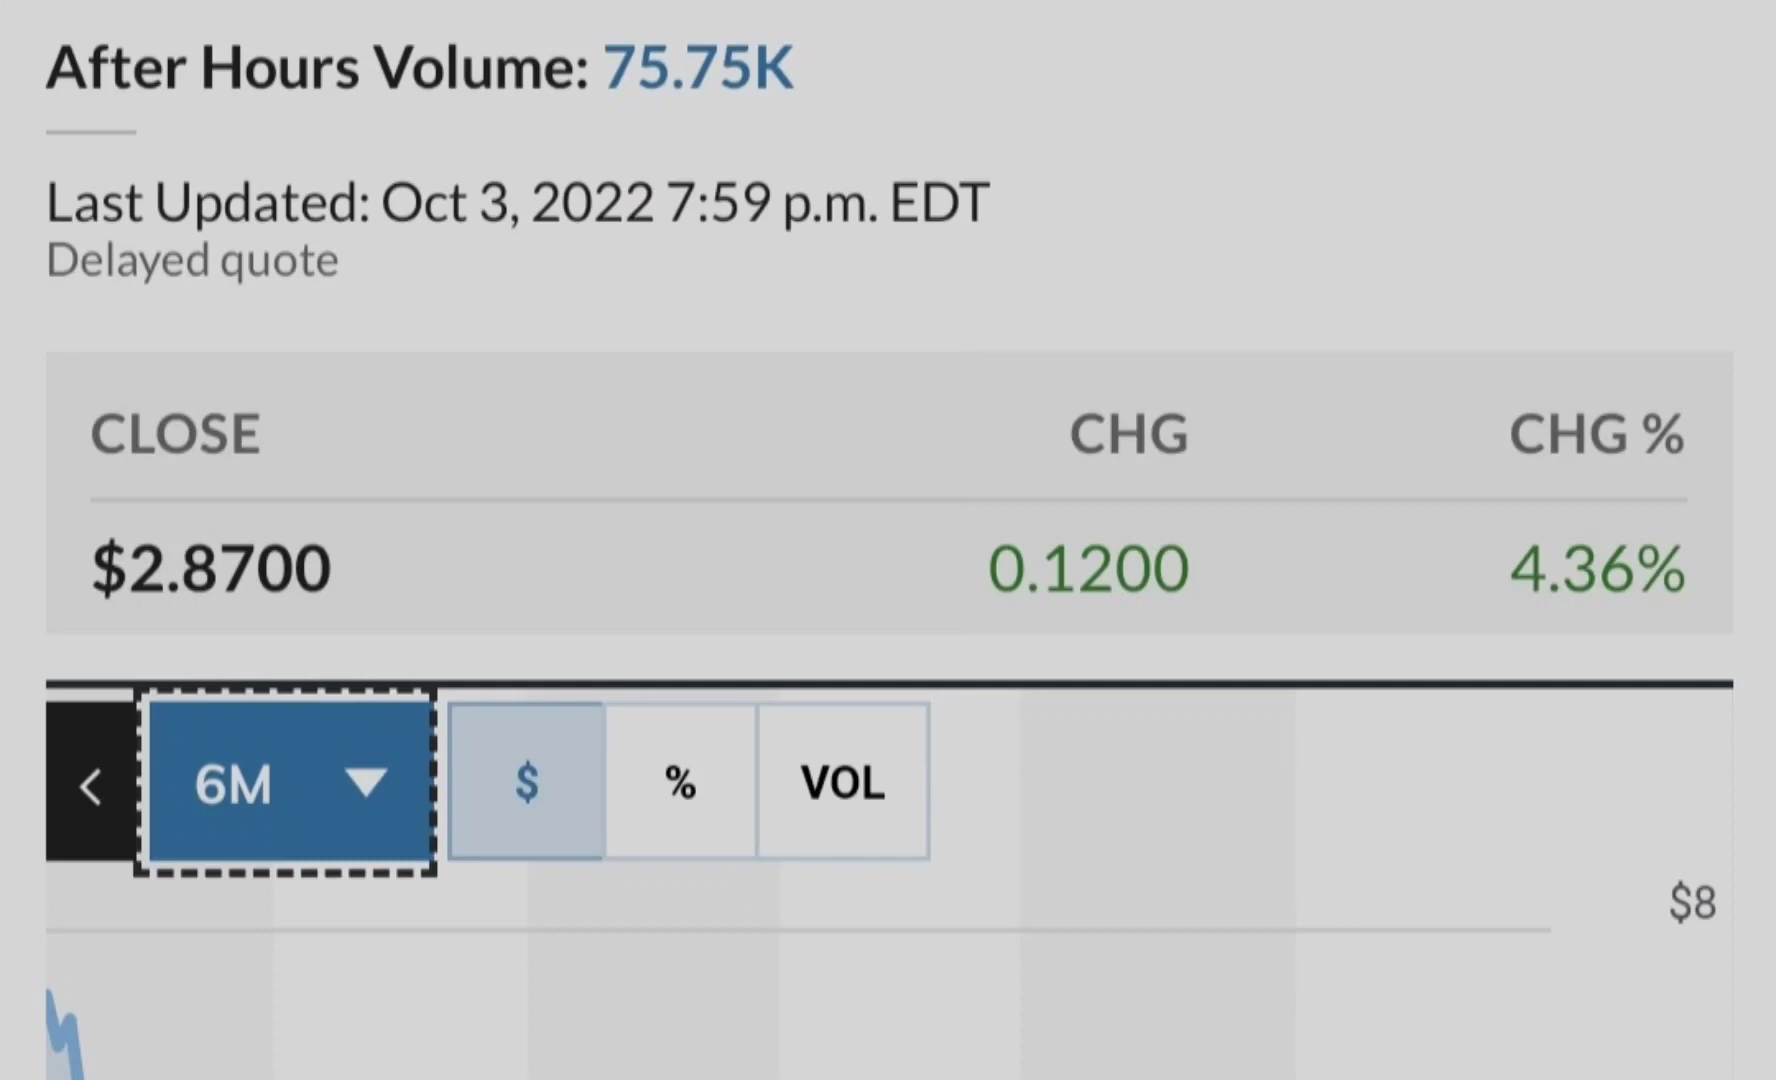 After Hours Volume: 75.75K
Last Updated: Oct 3, 2022 7:59 p.m. EDT
Delayed quote
CLOSE CHG CHG %
$2.8700 0.1200 4.36%
6M $ % VOL
$8